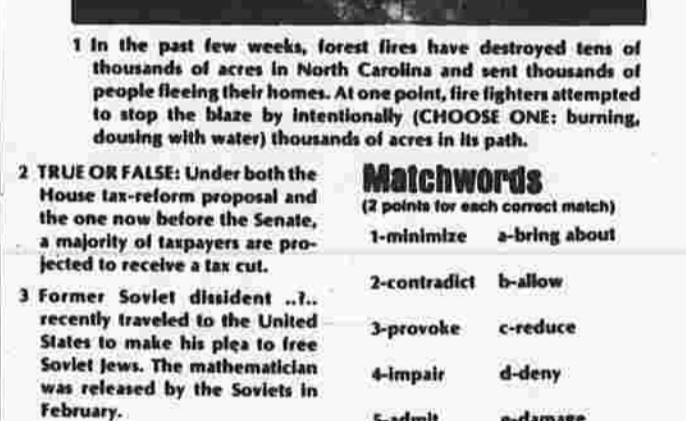 1 In the past few weeks, forest fires have destroyed tens of
thousands of acres in North Carolina and sent thousands of
people fleeing their homes. At one point, fire fighters attempted
to stop the blaze by intentionally (CHOOSE ONE: burning,
dousing with water) thousands of acres in its path.
2 TRUE OR FALSE: Under both the
House tax-reform proposal and
the one now before the Senate,
a majority of taxpayers are pro-
jected to receive a tax cut.
3 Former Soviet dissident ..?..
recently traveled to the United
States to make his plea to free
Soviet Jews. The mathematician
was released by the Soviets in
February.
Matchwords
(2 points for each correct match)
1-minimize a-bring about
2-contradict b-allow
3-provoke c-reduce
4-impair d-deny
5-admit e-damage